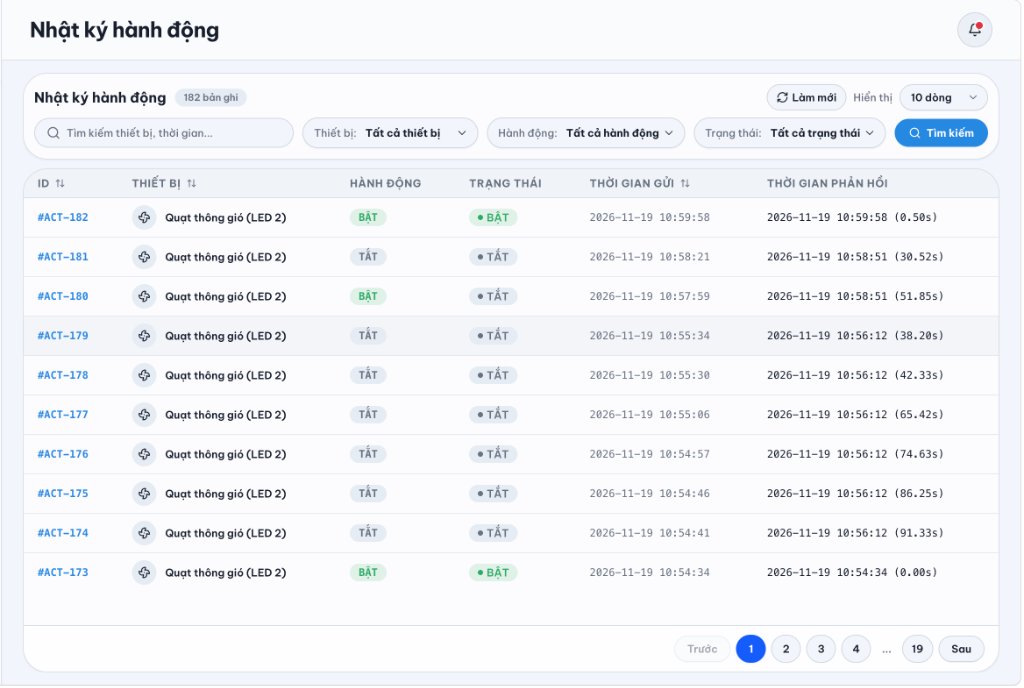 Nhật ký hành động
Nhật ký hành động 182 bản ghi Làm mới Hiển thị 10 dòng
Tìm kiếm thiết bị, thời gian... Thiết bị: Tất cả thiết bị Hành động: Tất cả hành động Trạng thái: Tất cả trạng thái Tìm kiếm
ID THIẾT BỊ HÀNH ĐỘNG TRẠNG THÁI THỜI GIAN GỬI THỜI GIAN PHẢN HỒI
#ACT-182 Quạt thông gió (LED 2) BẬT BẬT 2026-11-19 10:59:58 2026-11-19 10:59:58 (0.50s)
#ACT-181 Quạt thông gió (LED 2) TẮT TẮT 2026-11-19 10:58:21 2026-11-19 10:58:51 (30.52s)
#ACT-180 Quạt thông gió (LED 2) BẬT TẮT 2026-11-19 10:57:59 2026-11-19 10:58:51 (51.85s)
#ACT-179 Quạt thông gió (LED 2) TẮT TẮT 2026-11-19 10:55:34 2026-11-19 10:56:12 (38.20s)
#ACT-178 Quạt thông gió (LED 2) TẮT TẮT 2026-11-19 10:55:30 2026-11-19 10:56:12 (42.33s)
#ACT-177 Quạt thông gió (LED 2) TẮT TẮT 2026-11-19 10:55:06 2026-11-19 10:56:12 (65.42s)
#ACT-176 Quạt thông gió (LED 2) TẮT TẮT 2026-11-19 10:54:57 2026-11-19 10:56:12 (74.63s)
#ACT-175 Quạt thông gió (LED 2) TẮT TẮT 2026-11-19 10:54:46 2026-11-19 10:56:12 (86.25s)
#ACT-174 Quạt thông gió (LED 2) TẮT TẮT 2026-11-19 10:54:41 2026-11-19 10:56:12 (91.33s)
#ACT-173 Quạt thông gió (LED 2) BẬT BẬT 2026-11-19 10:54:34 2026-11-19 10:54:34 (0.00s)
Trước 1 2 3 4 ... 19 Sau